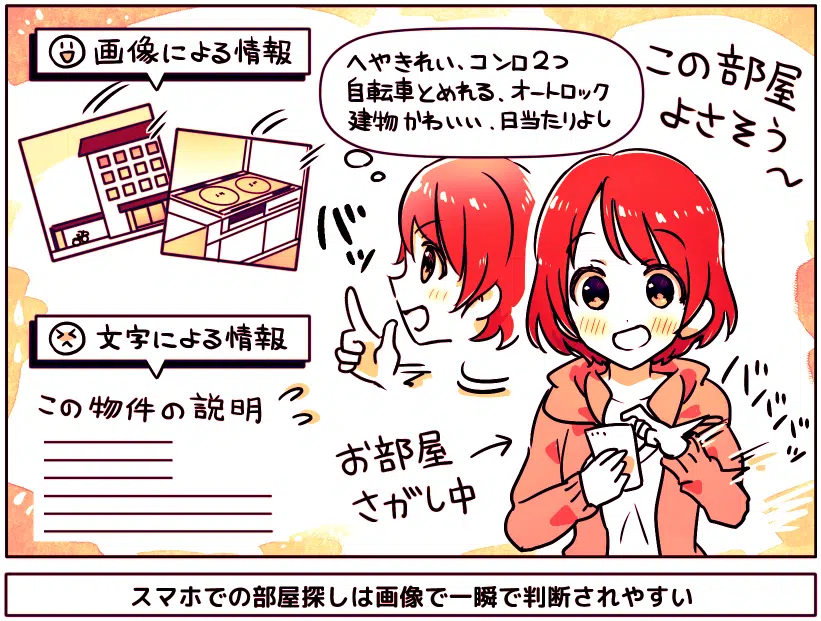 画像による情報
へやきれい、コンロ2つ
自転車とめれる、オートロック
建物かわいい、日当たりよし
この部屋
よさそう〜
バッ
文字による情報
この物件の説明
お部屋
さがし中
ババババッ
スマホでの部屋探しは画像で一瞬で判断されやすい